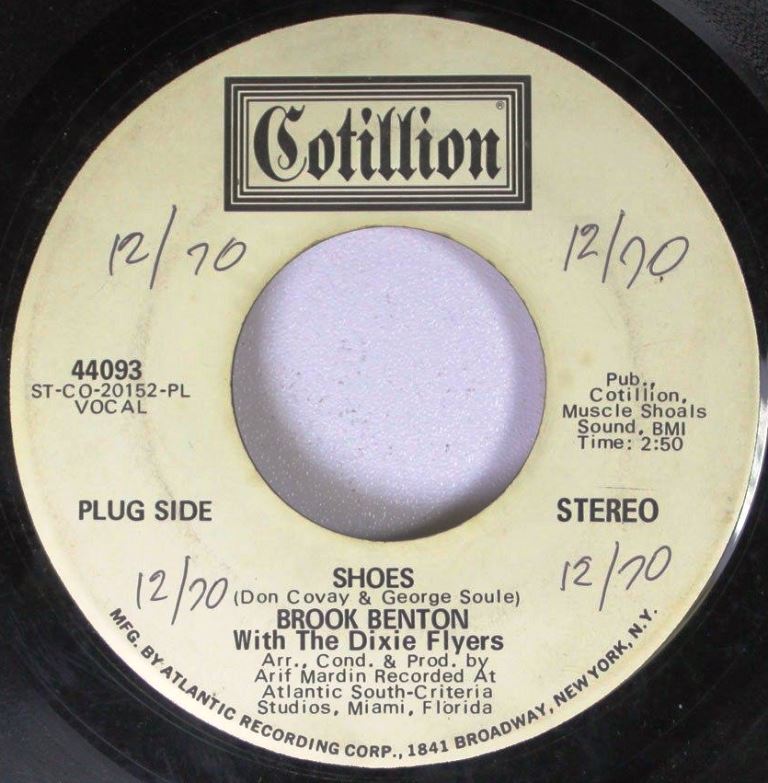 Cotillion®
12/70
12/70
44093
ST-CO-20152-PL
VOCAL
Pub.,
Cotillion,
Muscle Shoals
Sound, BMI
Time: 2:50
PLUG SIDE
STEREO
12/70
12/70
SHOES
(Don Covay & George Soule)
BROOK BENTON
With The Dixie Flyers
Arr., Cond. & Prod. by
Arif Mardin Recorded At
Atlantic South-Criteria
Studios, Miami, Florida
MFG. BY ATLANTIC RECORDING CORP., 1841 BROADWAY, NEW YORK, N.Y.